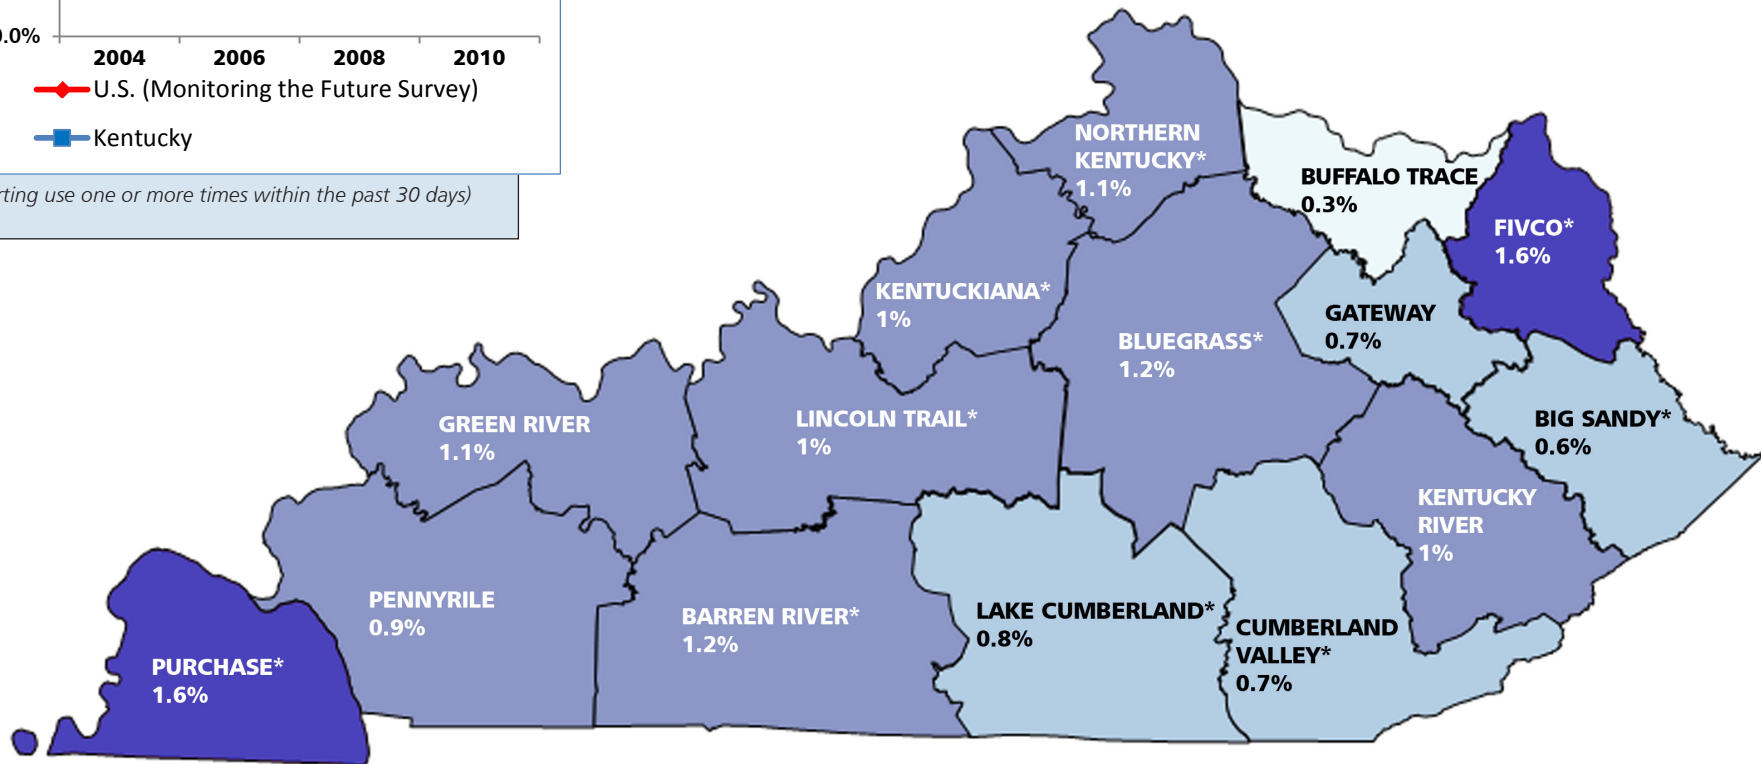 0.0%
2004 2006 2008 2010
U.S. (Monitoring the Future Survey)
Kentucky
rting use one or more times within the past 30 days)
NORTHERN
KENTUCKY*
1.1%
BUFFALO TRACE
0.3%
FIVCO*
1.6%
KENTUCKIANA*
1%
GATEWAY
0.7%
BLUEGRASS*
1.2%
GREEN RIVER
1.1%
LINCOLN TRAIL*
1%
BIG SANDY*
0.6%
KENTUCKY
RIVER
1%
PENNYRILE
0.9%
BARREN RIVER*
1.2%
LAKE CUMBERLAND*
0.8%
CUMBERLAND
VALLEY*
0.7%
PURCHASE*
1.6%